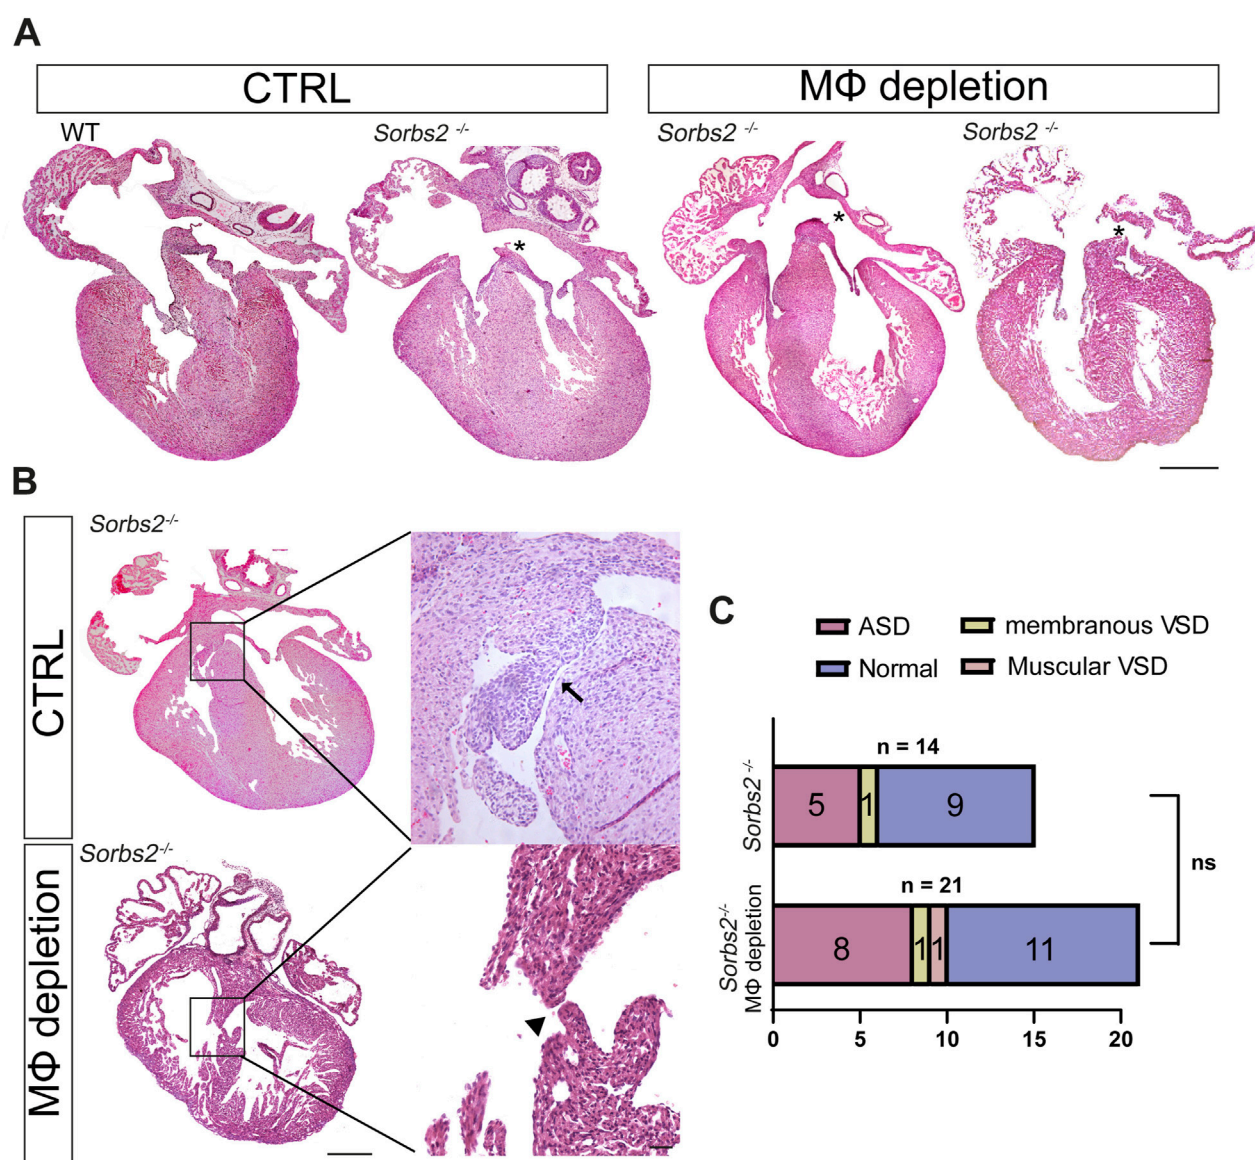 A
CTRL
MΦ depletion
WT
Sorbs2 -/-
Sorbs2 -/-
Sorbs2 -/-
*
*
*
B
CTRL
Sorbs2-/-
MΦ depletion
Sorbs2-/-
C
ASD
membranous VSD
Normal
Muscular VSD
n = 14
Sorbs2 -/-
5
1
9
n = 21
Sorbs2-/-
MΦ depletion
8
1
1
11
ns
0
5
10
15
20